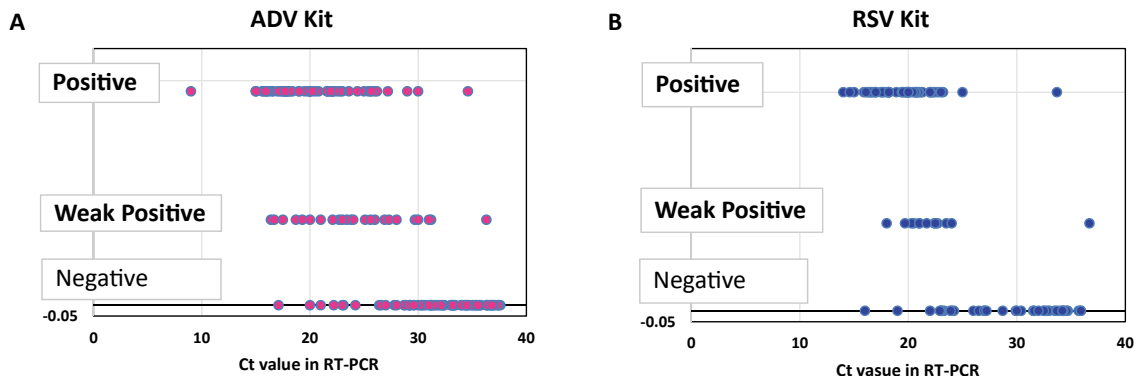 A
ADV Kit
Positive
Weak Positive
Negative
-0.05
0 10 20 30 40
Ct value in RT-PCR
B
RSV Kit
Positive
Weak Positive
Negative
-0.05
0 10 20 30 40
Ct vasue in RT-PCR